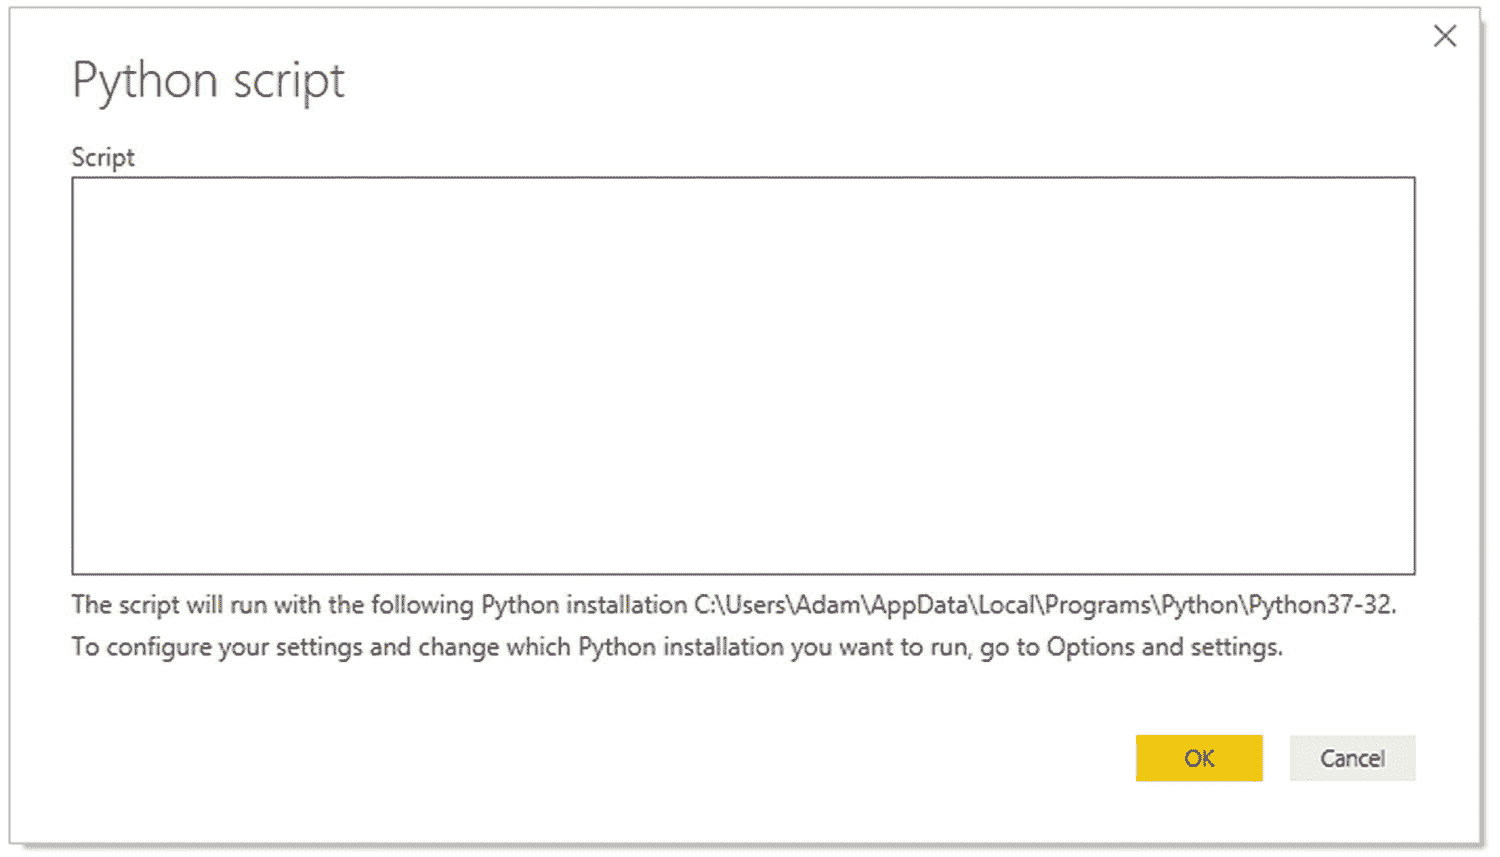 Python script
Script
The script will run with the following Python installation C:\Users\Adam\AppData\Local\Programs\Python\Python37-32.
To configure your settings and change which Python installation you want to run, go to Options and settings.
OK
Cancel